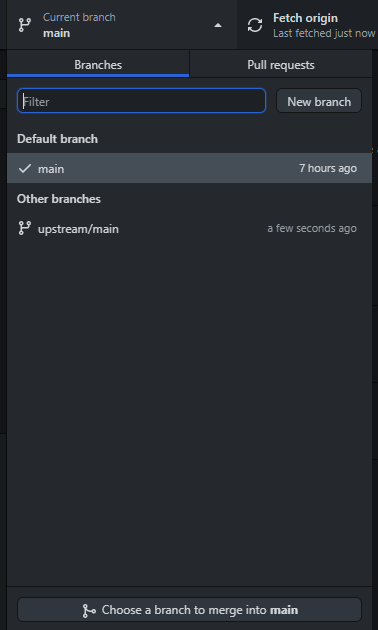 Current branch
main
Fetch origin
Last fetched just now
Branches
Pull requests
Filter
New branch
Default branch
main
7 hours ago
Other branches
upstream/main
a few seconds ago
Choose a branch to merge into main